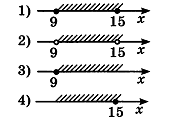 1) 9 15 x
2) 9 15 x
3) 9 x
4) 15 x